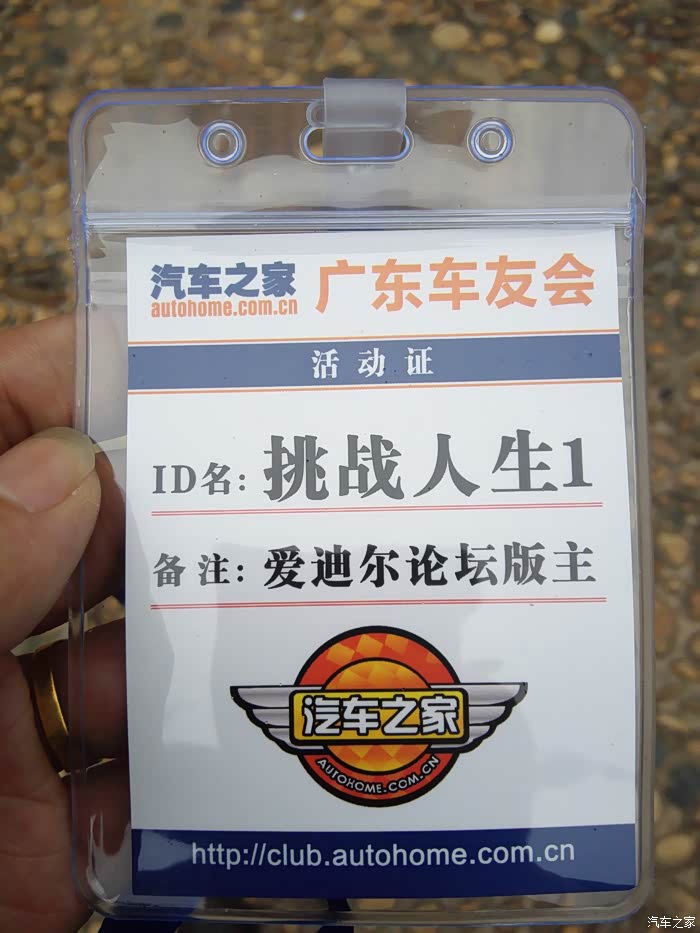 汽车之家 广东车友会
autohome.com.cn
活动证
ID名: 挑战人生1
备注: 爱迪尔论坛版主
汽车之家
AUTOHOME.COM.CN
http://club.autohome.com.cn
汽车之家